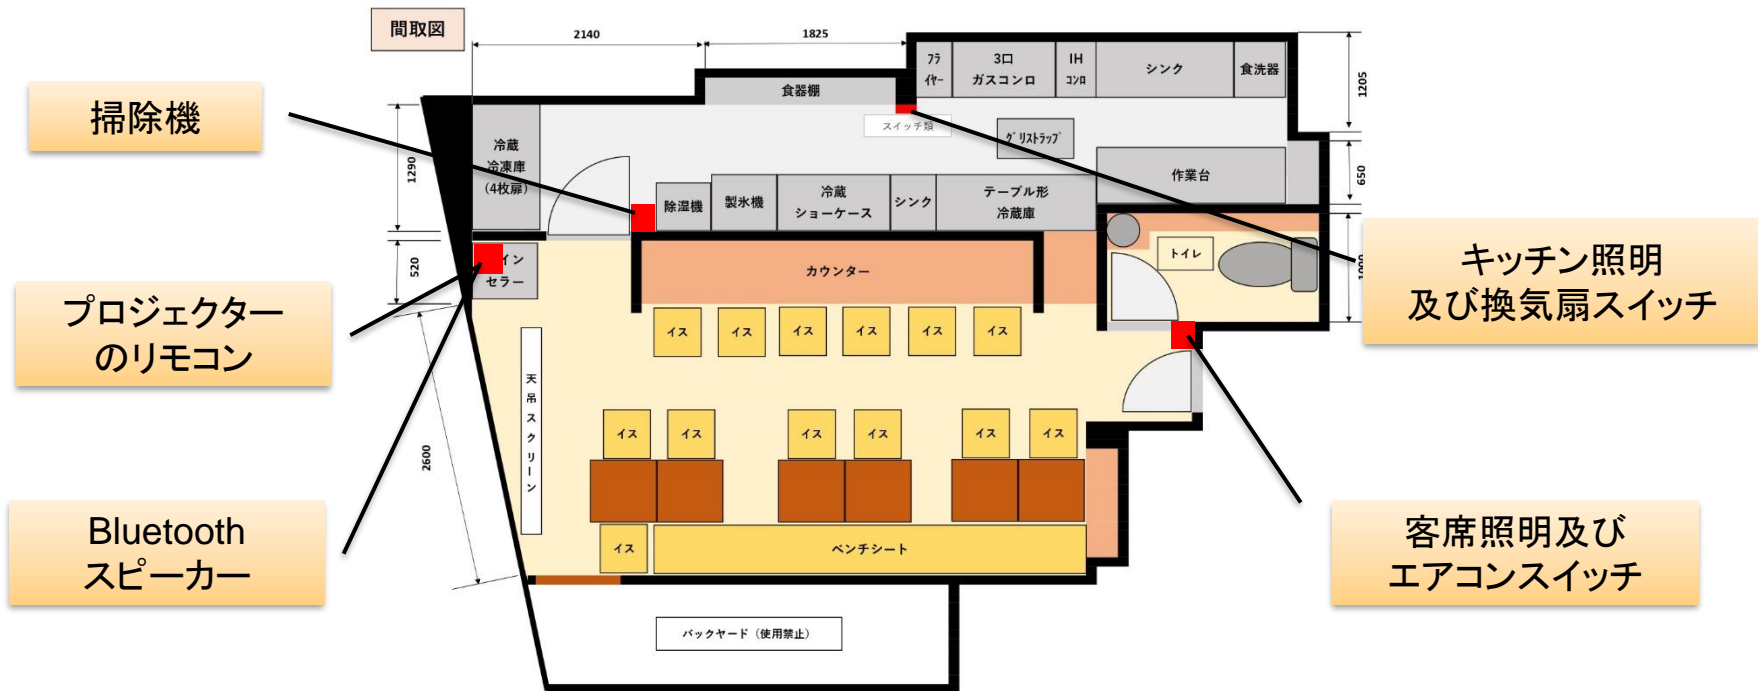 間取図
2140
1825
1205
650
1000
1290
520
2600
掃除機
プロジェクター
のリモコン
Bluetooth
スピーカー
キッチン照明
及び換気扇スイッチ
客席照明及び
エアコンスイッチ
冷蔵
冷凍庫
(4枚扉)
食器棚
スイッチ類
フラ
イヤー
3口
ガスコンロ
IH
コンロ
シンク
食洗器
グリストラップ
作業台
除湿機
製氷機
冷蔵
ショーケース
シンク
テーブル形
冷蔵庫
イン
セラー
カウンター
トイレ
イス
イス
イス
イス
イス
イス
天吊スクリーン
イス
イス
イス
イス
イス
イス
イス
ベンチシート
バックヤード（使用禁止）